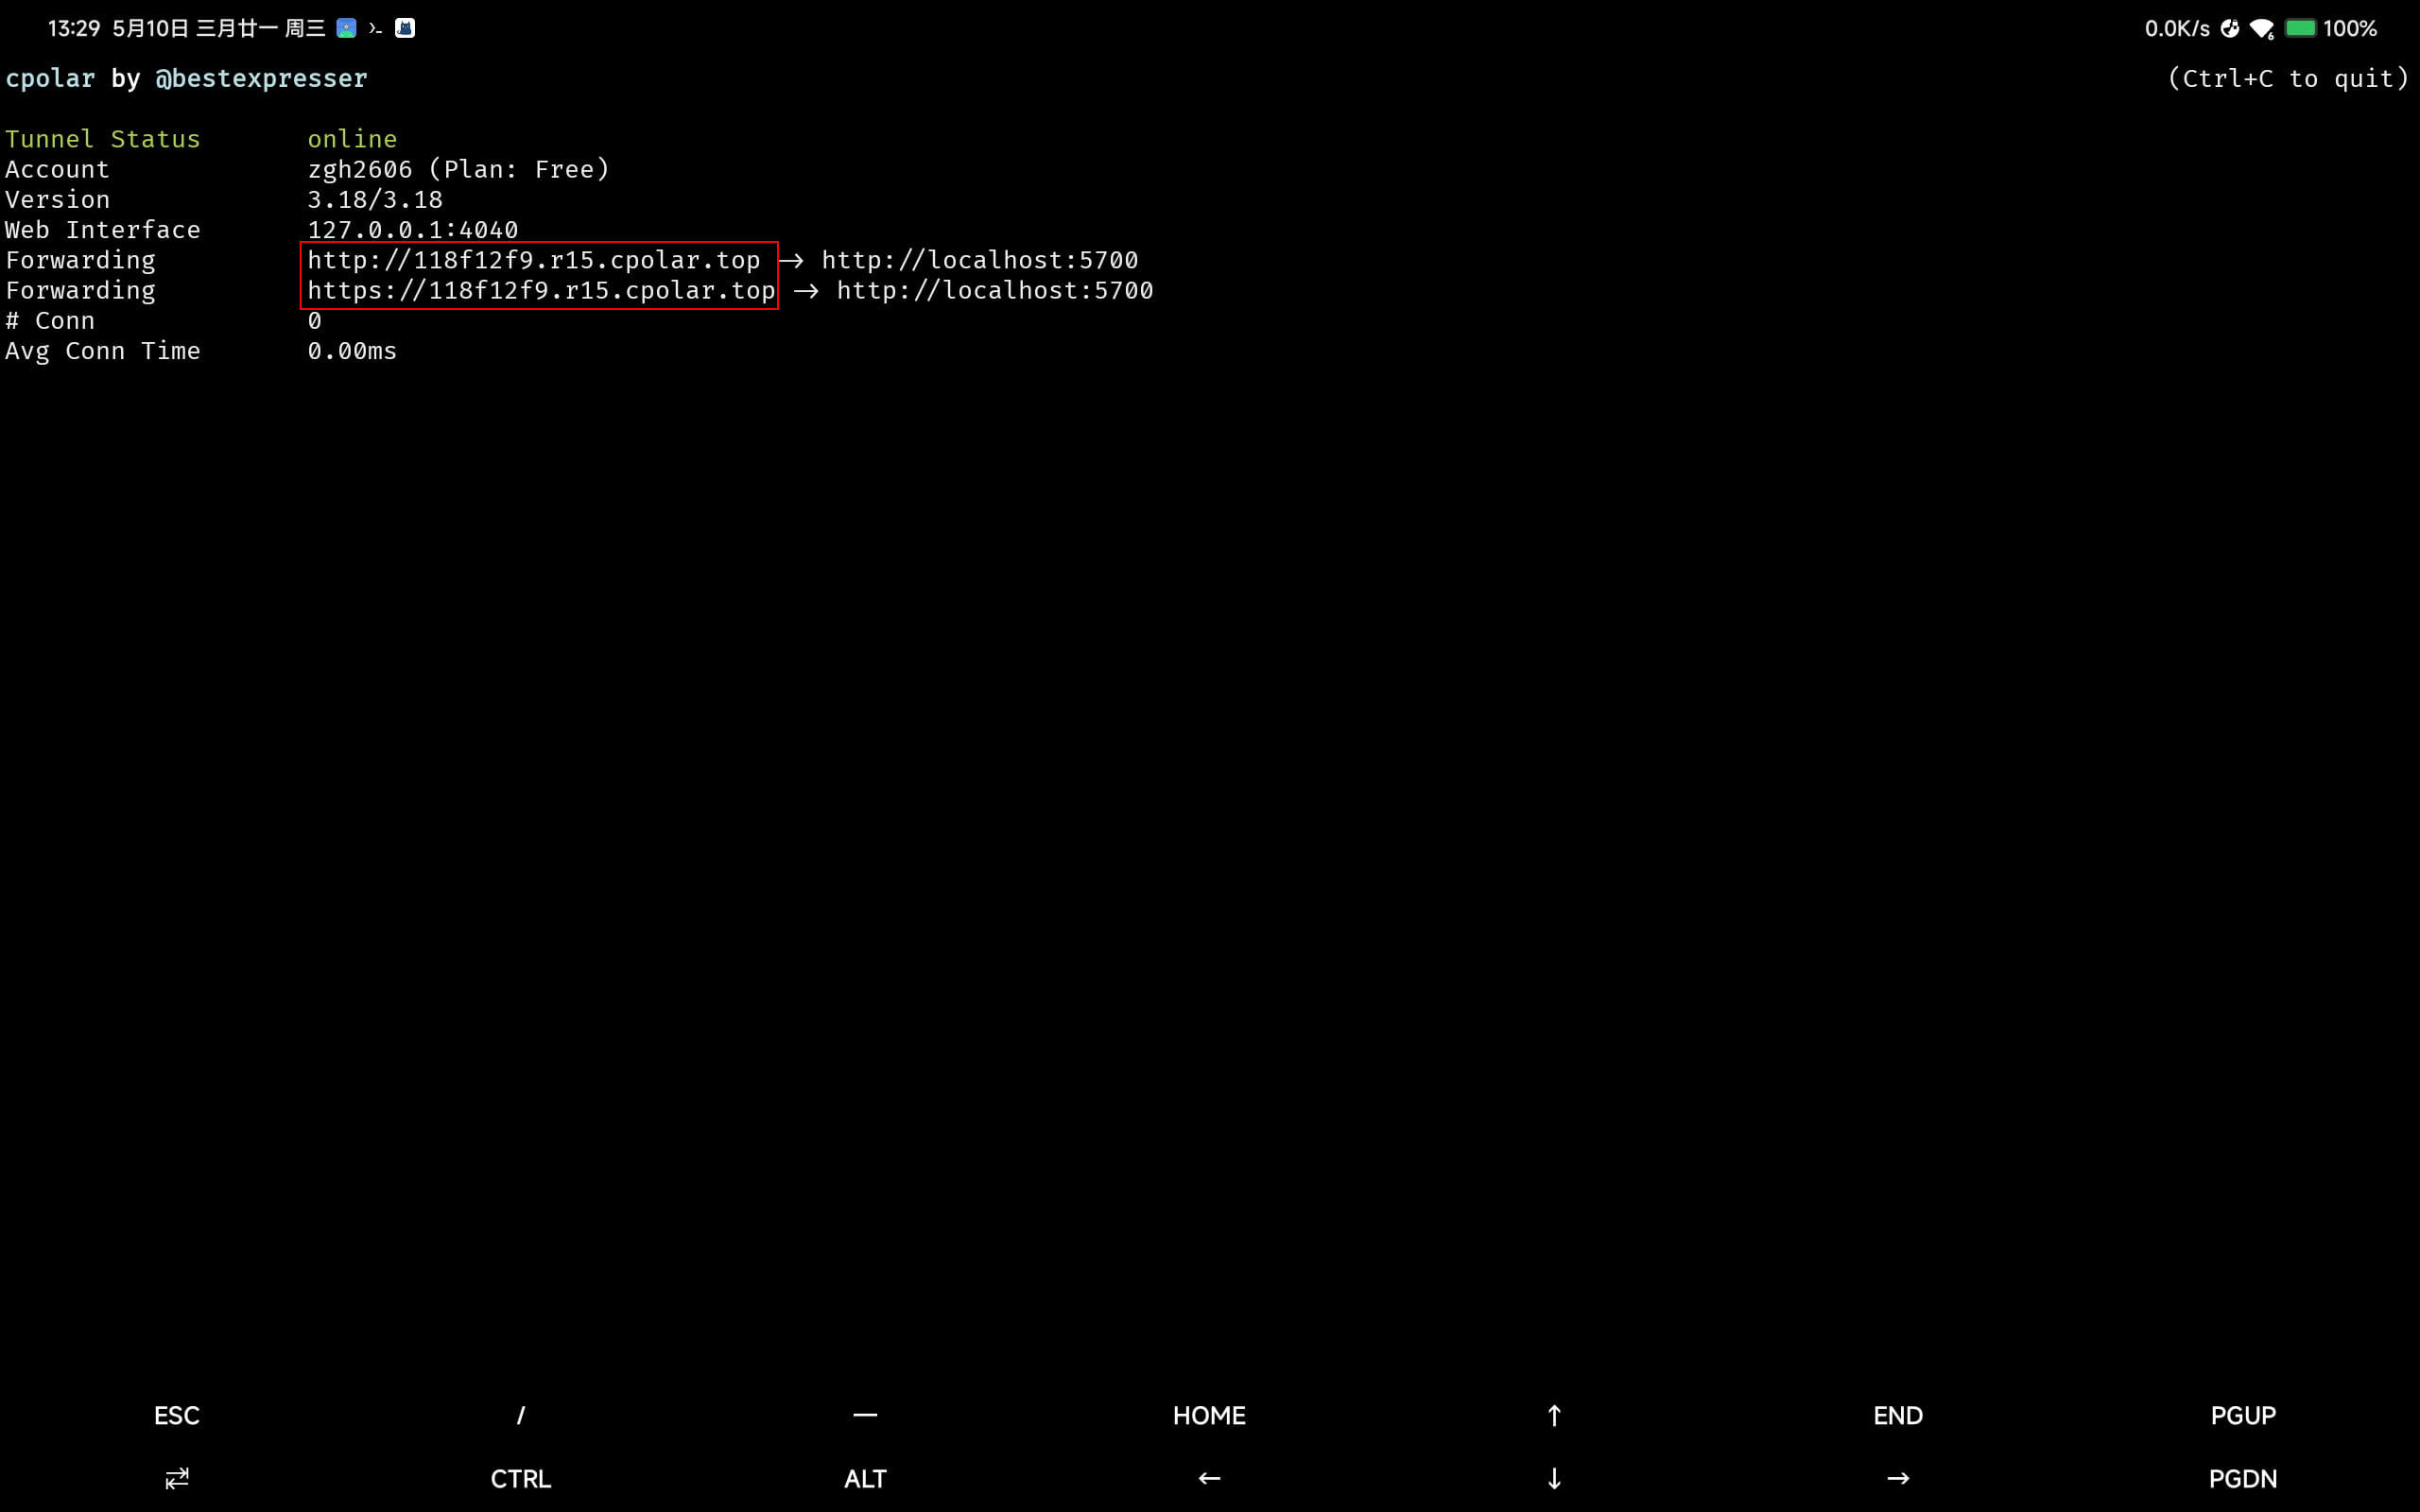 13:29 5月10日 三月廿一 周三 0.0K/s 6 100%
cpolar by @bestexpresser (Ctrl+C to quit)
Tunnel Status online
Account zgh2606 (Plan: Free)
Version 3.18/3.18
Web Interface 127.0.0.1:4040
Forwarding http://118f12f9.r15.cpolar.top -> http://localhost:5700
Forwarding https://118f12f9.r15.cpolar.top -> http://localhost:5700
# Conn 0
Avg Conn Time 0.00ms
ESC / — HOME ↑ END PGUP
⇄ CTRL ALT ← ↓ → PGDN